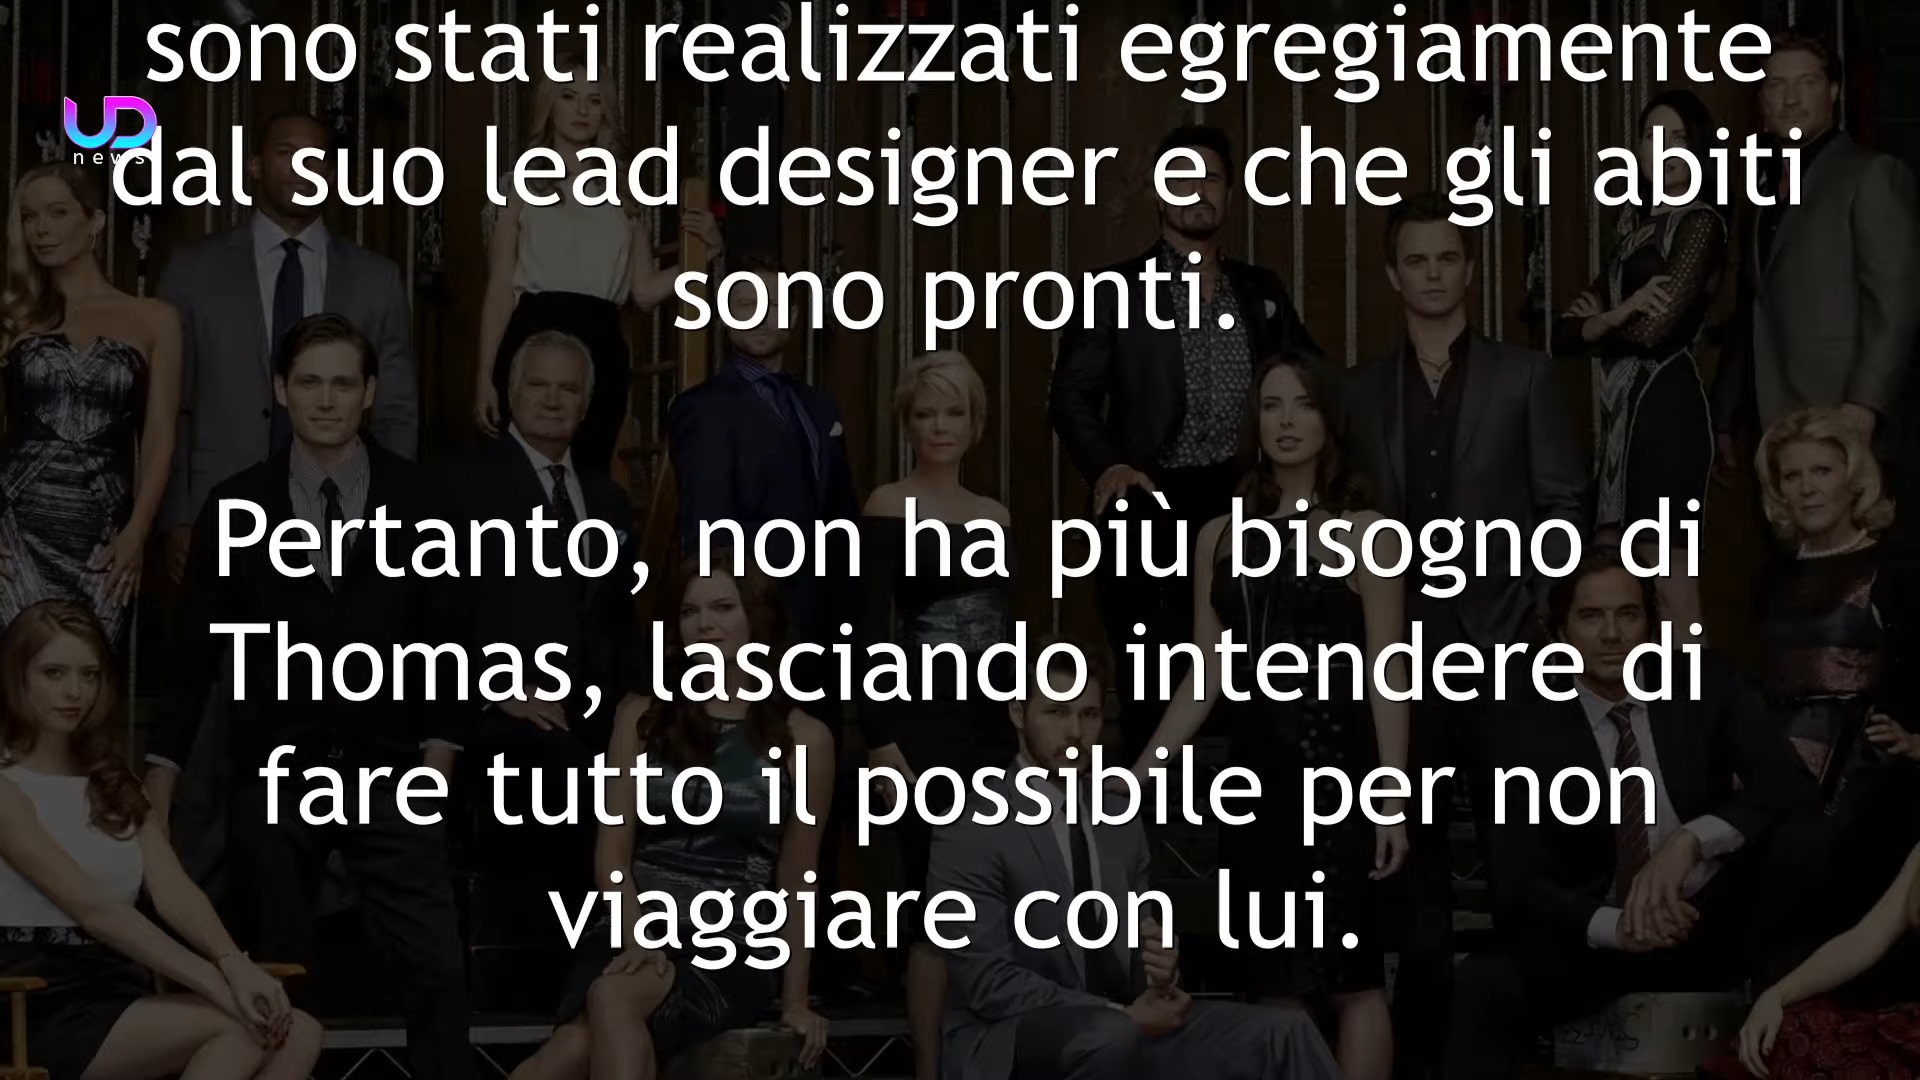 sono stati realizzati egregiamente
UD
news
dal suo lead designer e che gli abiti
sono pronti.
Pertanto, non ha più bisogno di
Thomas, lasciando intendere di
fare tutto il possibile per non
viaggiare con lui.